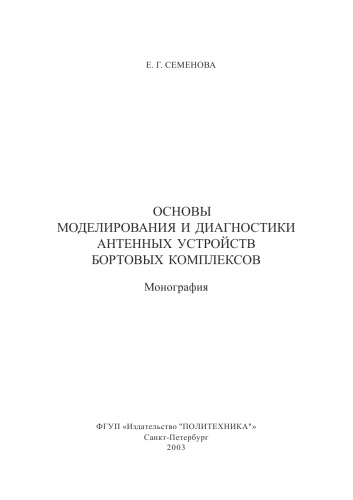 Е. Г. СЕМЕНОВА
ОСНОВЫ
МОДЕЛИРОВАНИЯ И ДИАГНОСТИКИ
АНТЕННЫХ УСТРОЙСТВ
БОРТОВЫХ КОМПЛЕКСОВ
Монография
ФГУП «Издательство "ПОЛИТЕХНИКА"»
Санкт-Петербург
2003